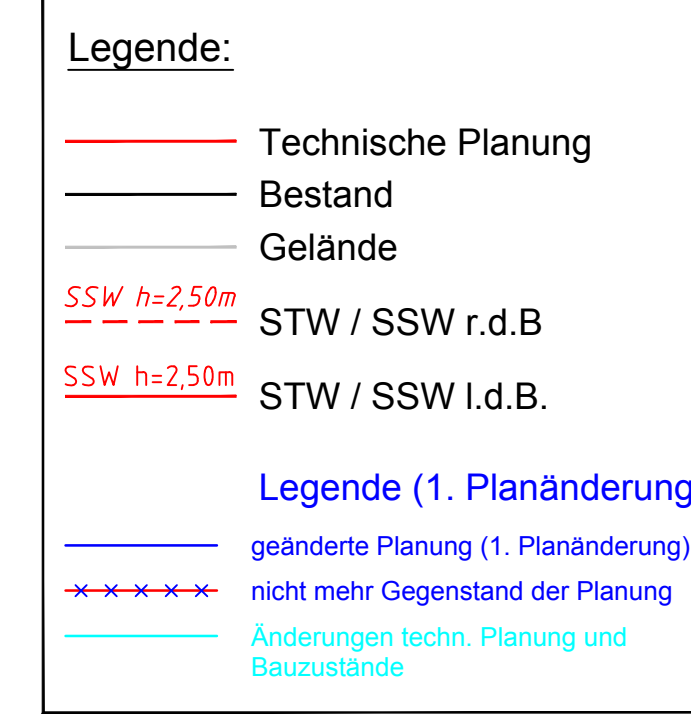 Legende:
Technische Planung
Bestand
Gelände
SSW h=2,50m
STW / SSW r.d.B
SSW h=2,50m
STW / SSW l.d.B.
Legende (1. Planänderung
geänderte Planung (1. Planänderung)
nicht mehr Gegenstand der Planung
Änderungen techn. Planung und
Bauzustände